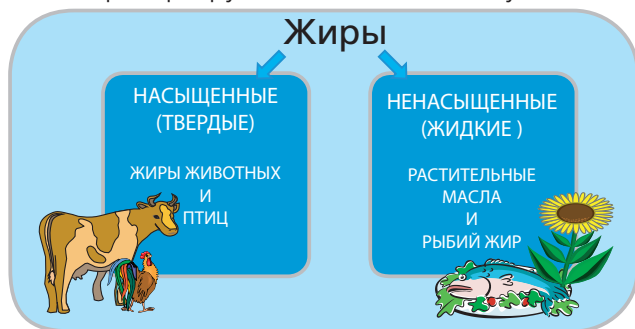 Жиры
НАСЫЩЕННЫЕ
(ТВЕРДЫЕ)
ЖИРЫ ЖИВОТНЫХ
И
ПТИЦ
НЕНАСЫЩЕННЫЕ
(ЖИДКИЕ )
РАСТИТЕЛЬНЫЕ
МАСЛА
И
РЫБИЙ ЖИР